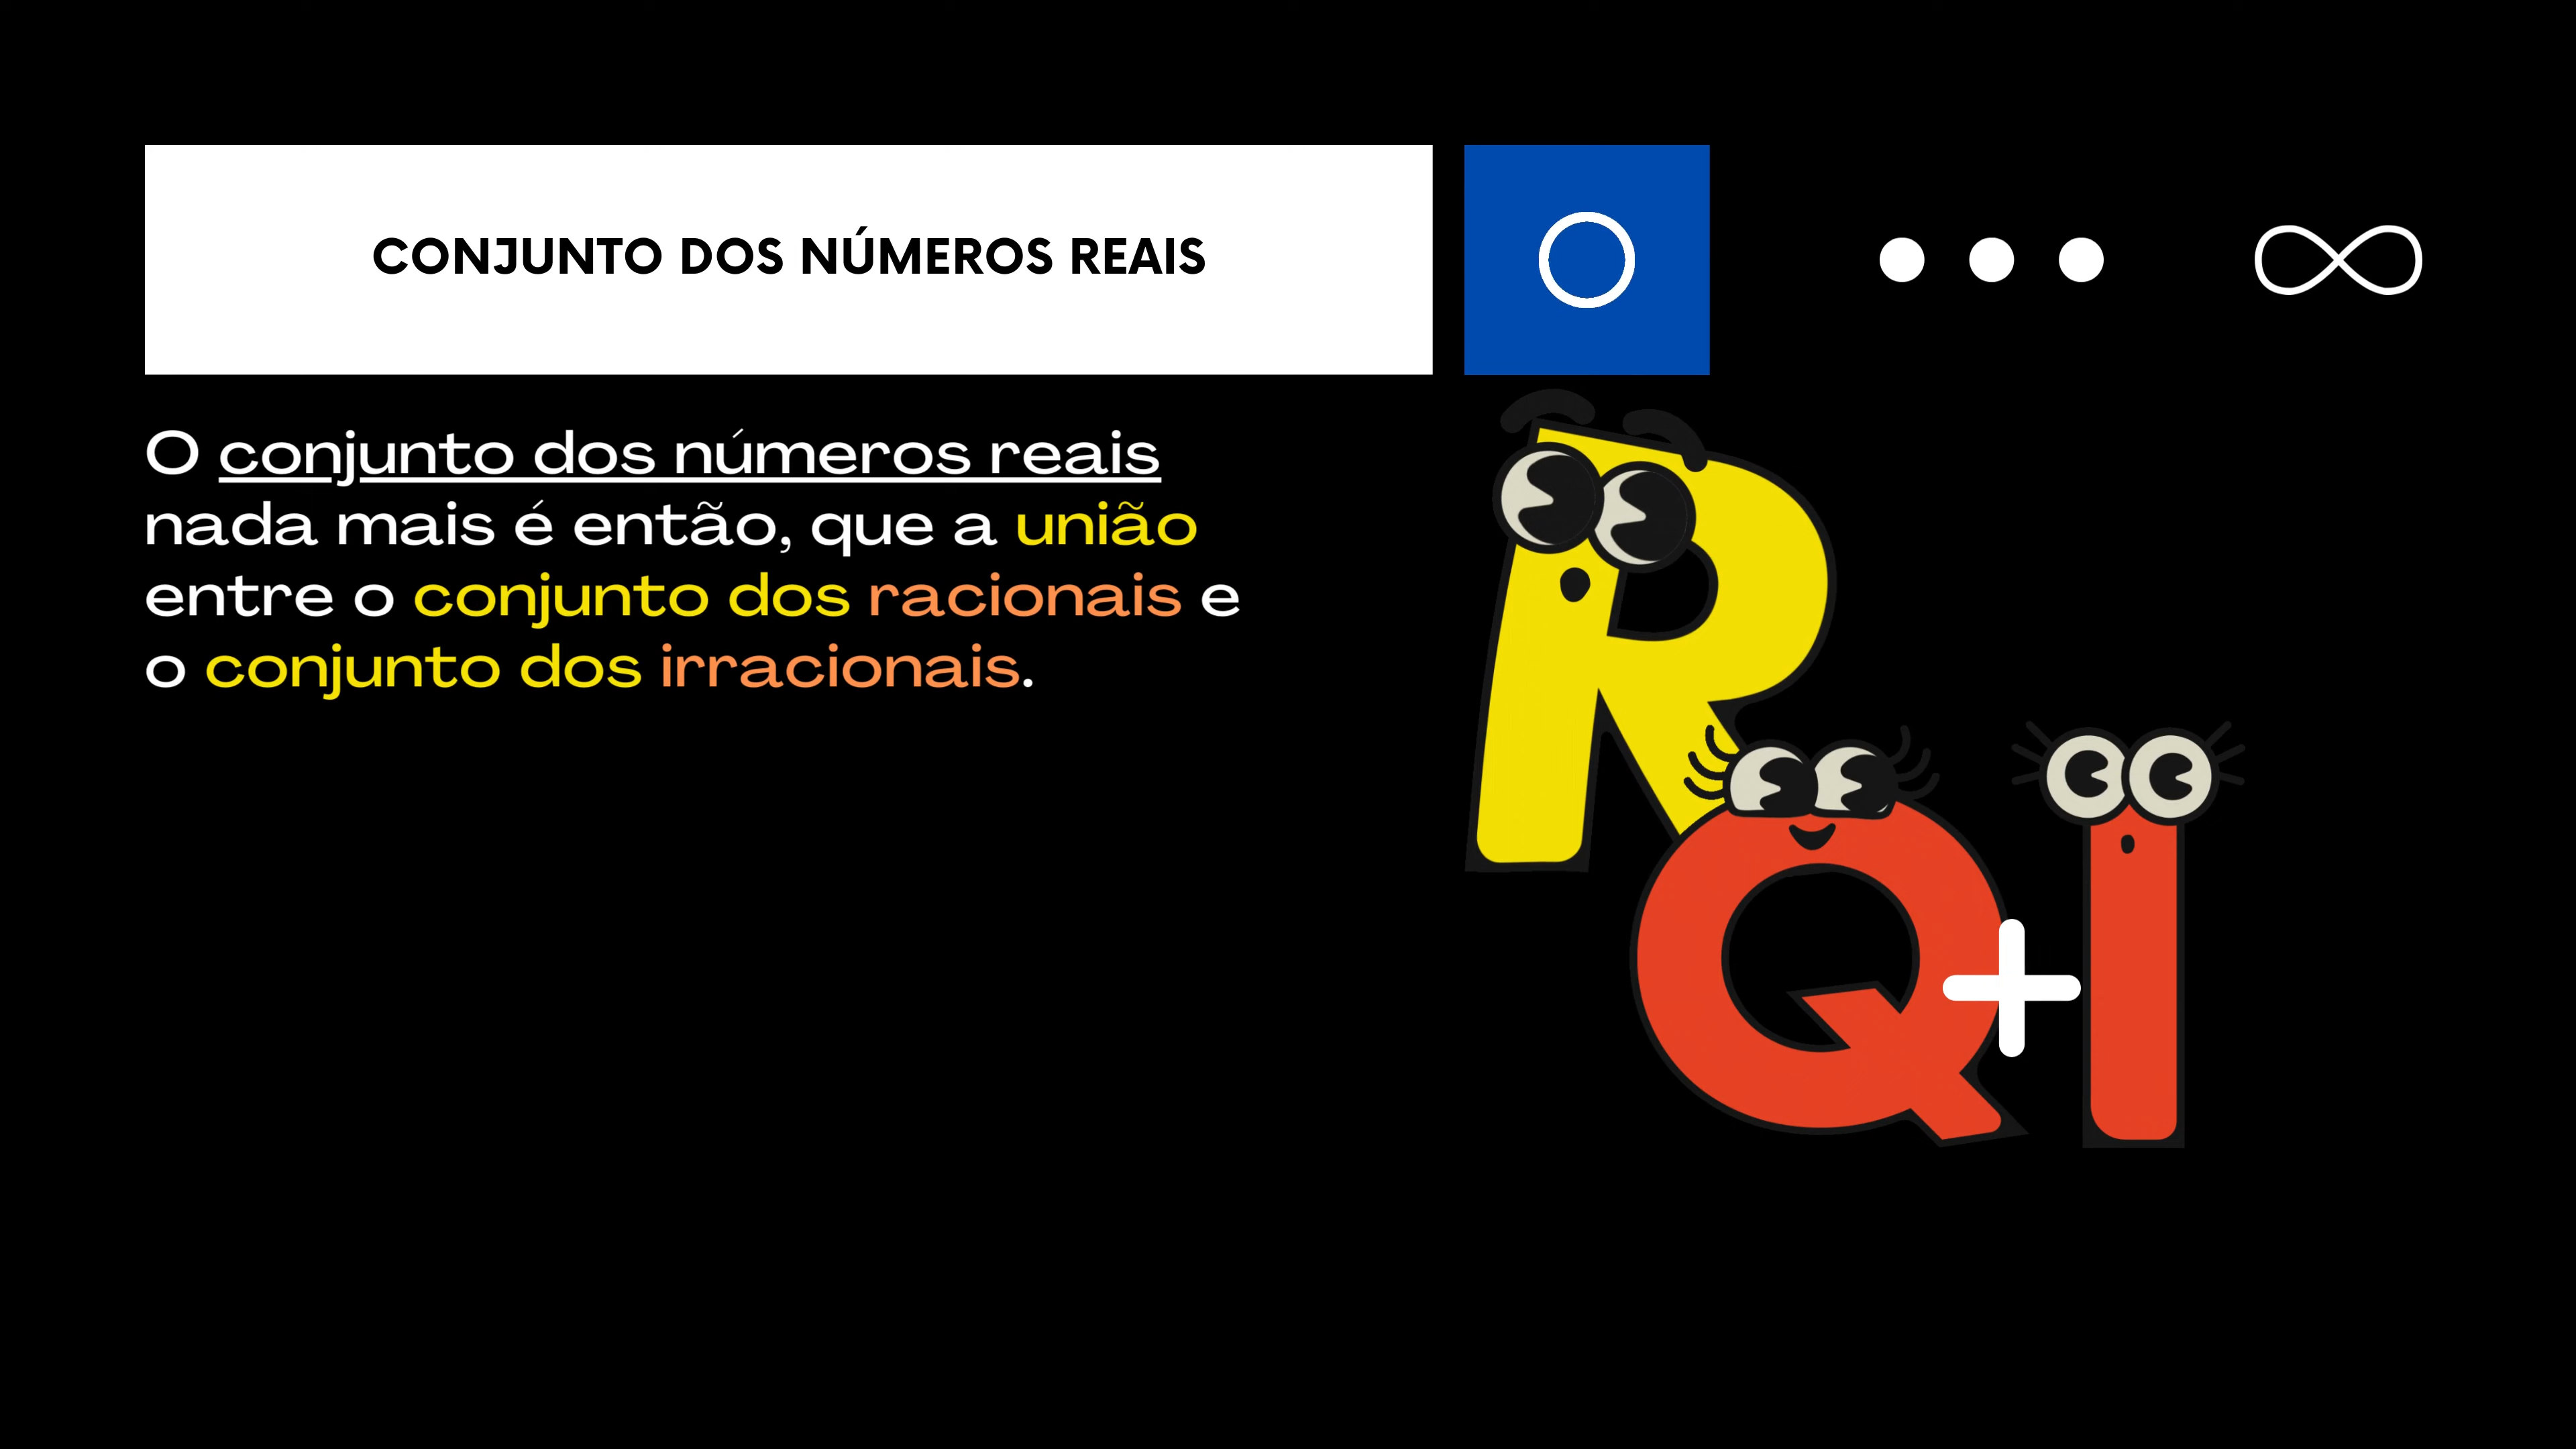 CONJUNTO DOS NÚMEROS REAIS
O conjunto dos números reais
nada mais é então, que a união
entre o conjunto dos racionais e
o conjunto dos irracionais.
R
Q + I